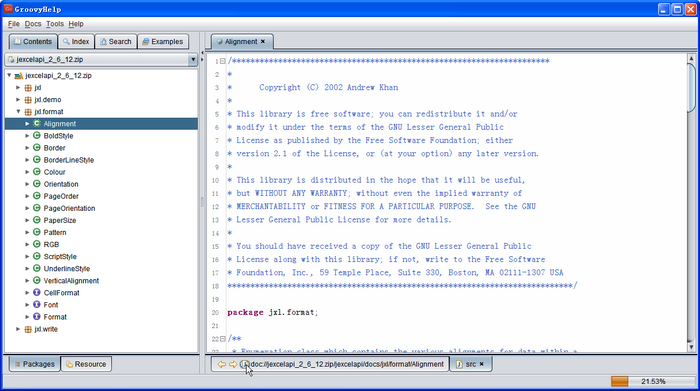 GroovyHelp
File Docs Tools Help
Contents Index Search Examples
jexcelapi_2_6_12.zip
jexcelapi_2_6_12.zip
jxl
jxl.demo
jxl.format
Alignment
BoldStyle
Border
BorderLineStyle
Colour
Orientation
PageOrder
PageOrientation
PaperSize
Pattern
RGB
ScriptStyle
UnderlineStyle
VerticalAlignment
CellFormat
Font
Format
jxl.write
Packages Resource
Alignment
1 /*********************************************************************
2 *
3 * Copyright (C) 2002 Andrew Khan
4 *
5 * This library is free software; you can redistribute it and/or
6 * modify it under the terms of the GNU Lesser General Public
7 * License as published by the Free Software Foundation; either
8 * version 2.1 of the License, or (at your option) any later version.
9 *
10 * This library is distributed in the hope that it will be useful,
11 * but WITHOUT ANY WARRANTY; without even the implied warranty of
12 * MERCHANTABILITY or FITNESS FOR A PARTICULAR PURPOSE. See the GNU
13 * Lesser General Public License for more details.
14 *
15 * You should have received a copy of the GNU Lesser General Public
16 * License along with this library; if not, write to the Free Software
17 * Foundation, Inc., 59 Temple Place, Suite 330, Boston, MA 02111-1307 USA
18 ***************************************************************************/
19
20 package jxl.format;
21
22 /**
* Enumeration class which contains the various alignments for data within a
doc://jexcelapi_2_6_12.zip/jexcelapi/docs/jxl/format/Alignment src
21.53%